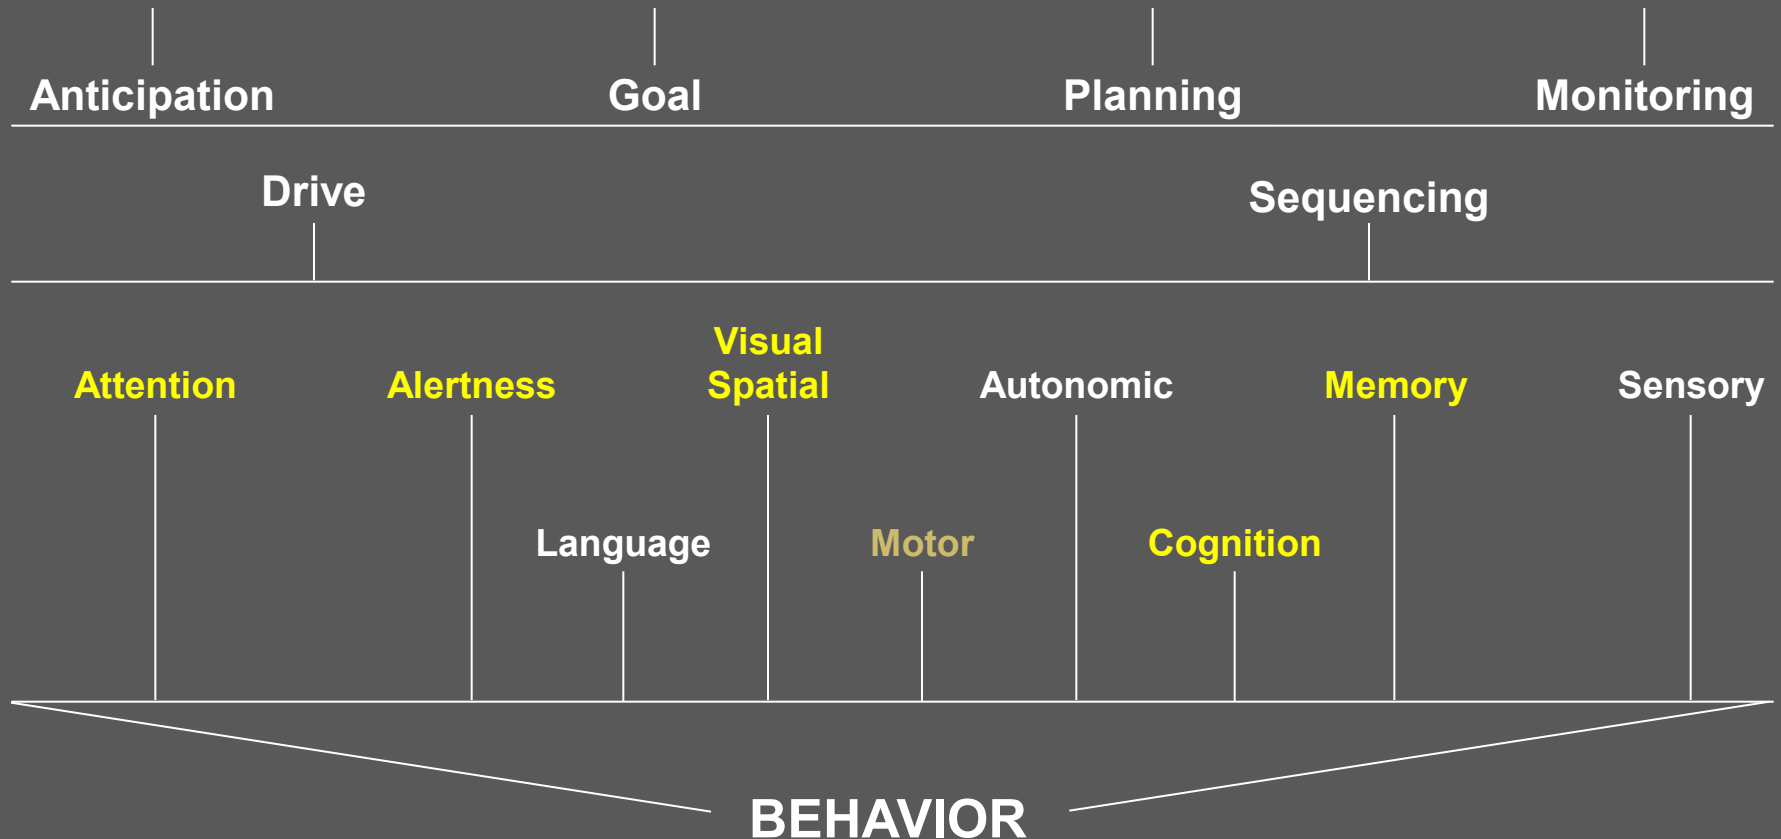 Anticipation Goal Planning Monitoring
Drive Sequencing
Attention Alertness Visual
Spatial Autonomic Memory Sensory
Language Motor Cognition
BEHAVIOR